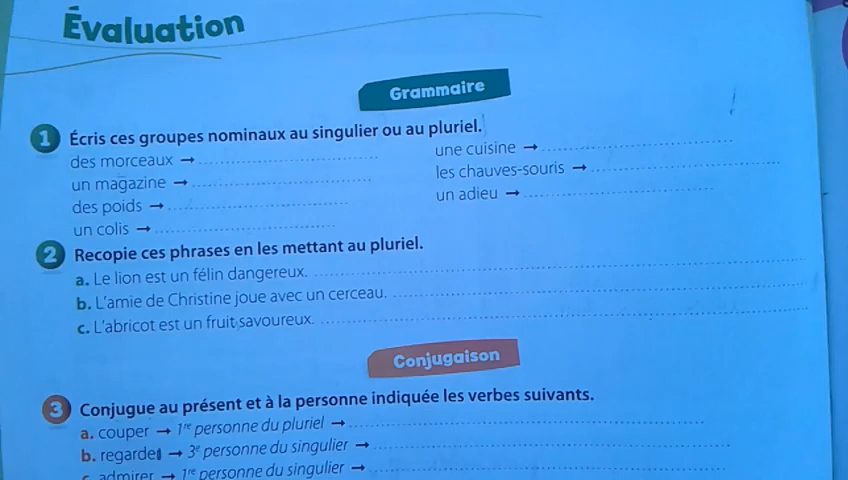 Évaluation
Grammaire
1 Écris ces groupes nominaux au singulier ou au pluriel.
des morceaux →
un magazine →
des poids →
un colis →
une cuisine →
les chauves-souris →
un adieu →
2 Recopie ces phrases en les mettant au pluriel.
a. Le lion est un félin dangereux.
b. L'amie de Christine joue avec un cerceau.
c. L'abricot est un fruit savoureux.
Conjugaison
3 Conjugue au présent et à la personne indiquée les verbes suivants.
a. couper → 1re personne du pluriel →
b. regarder → 3e personne du singulier →
c. admirer → 1re personne du singulier →